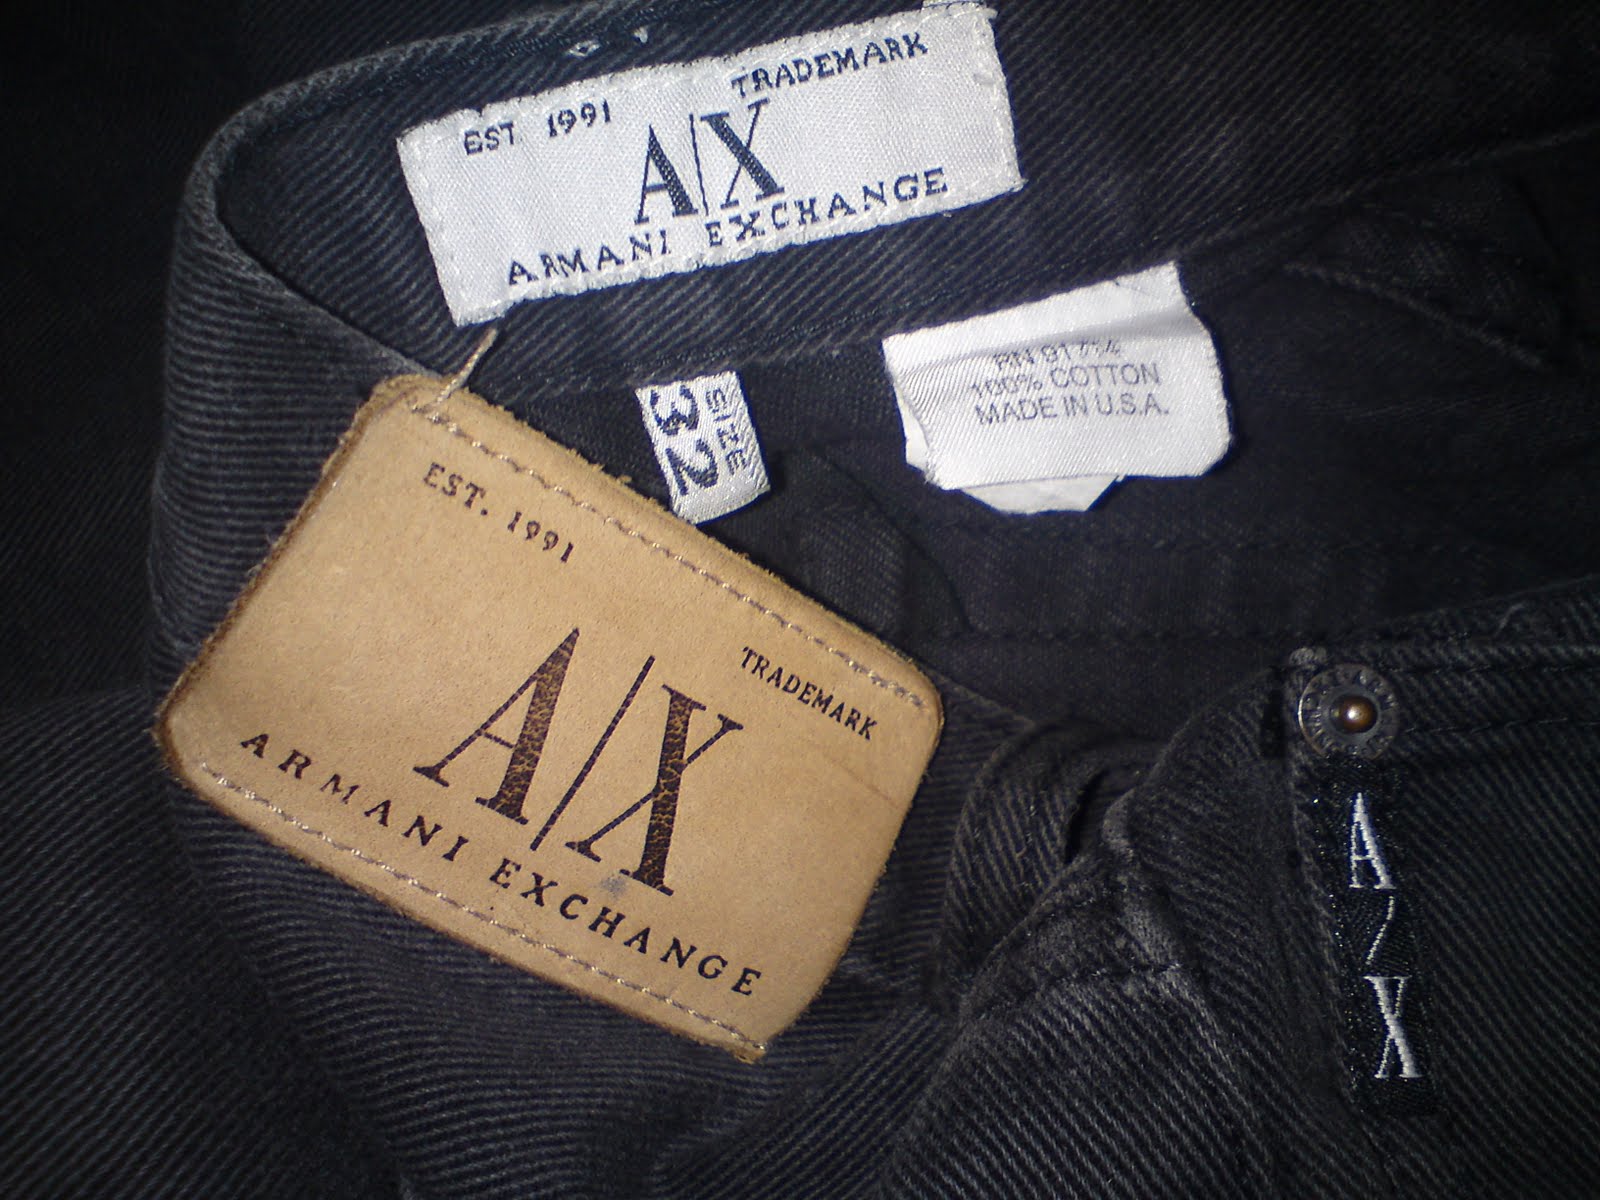 EST. 1991 TRADEMARK
A|X
ARMANI EXCHANGE
SIZE
32
100% COTTON
MADE IN U.S.A.
EST. 1991
TRADEMARK
A/X
ARMANI EXCHANGE
A/X